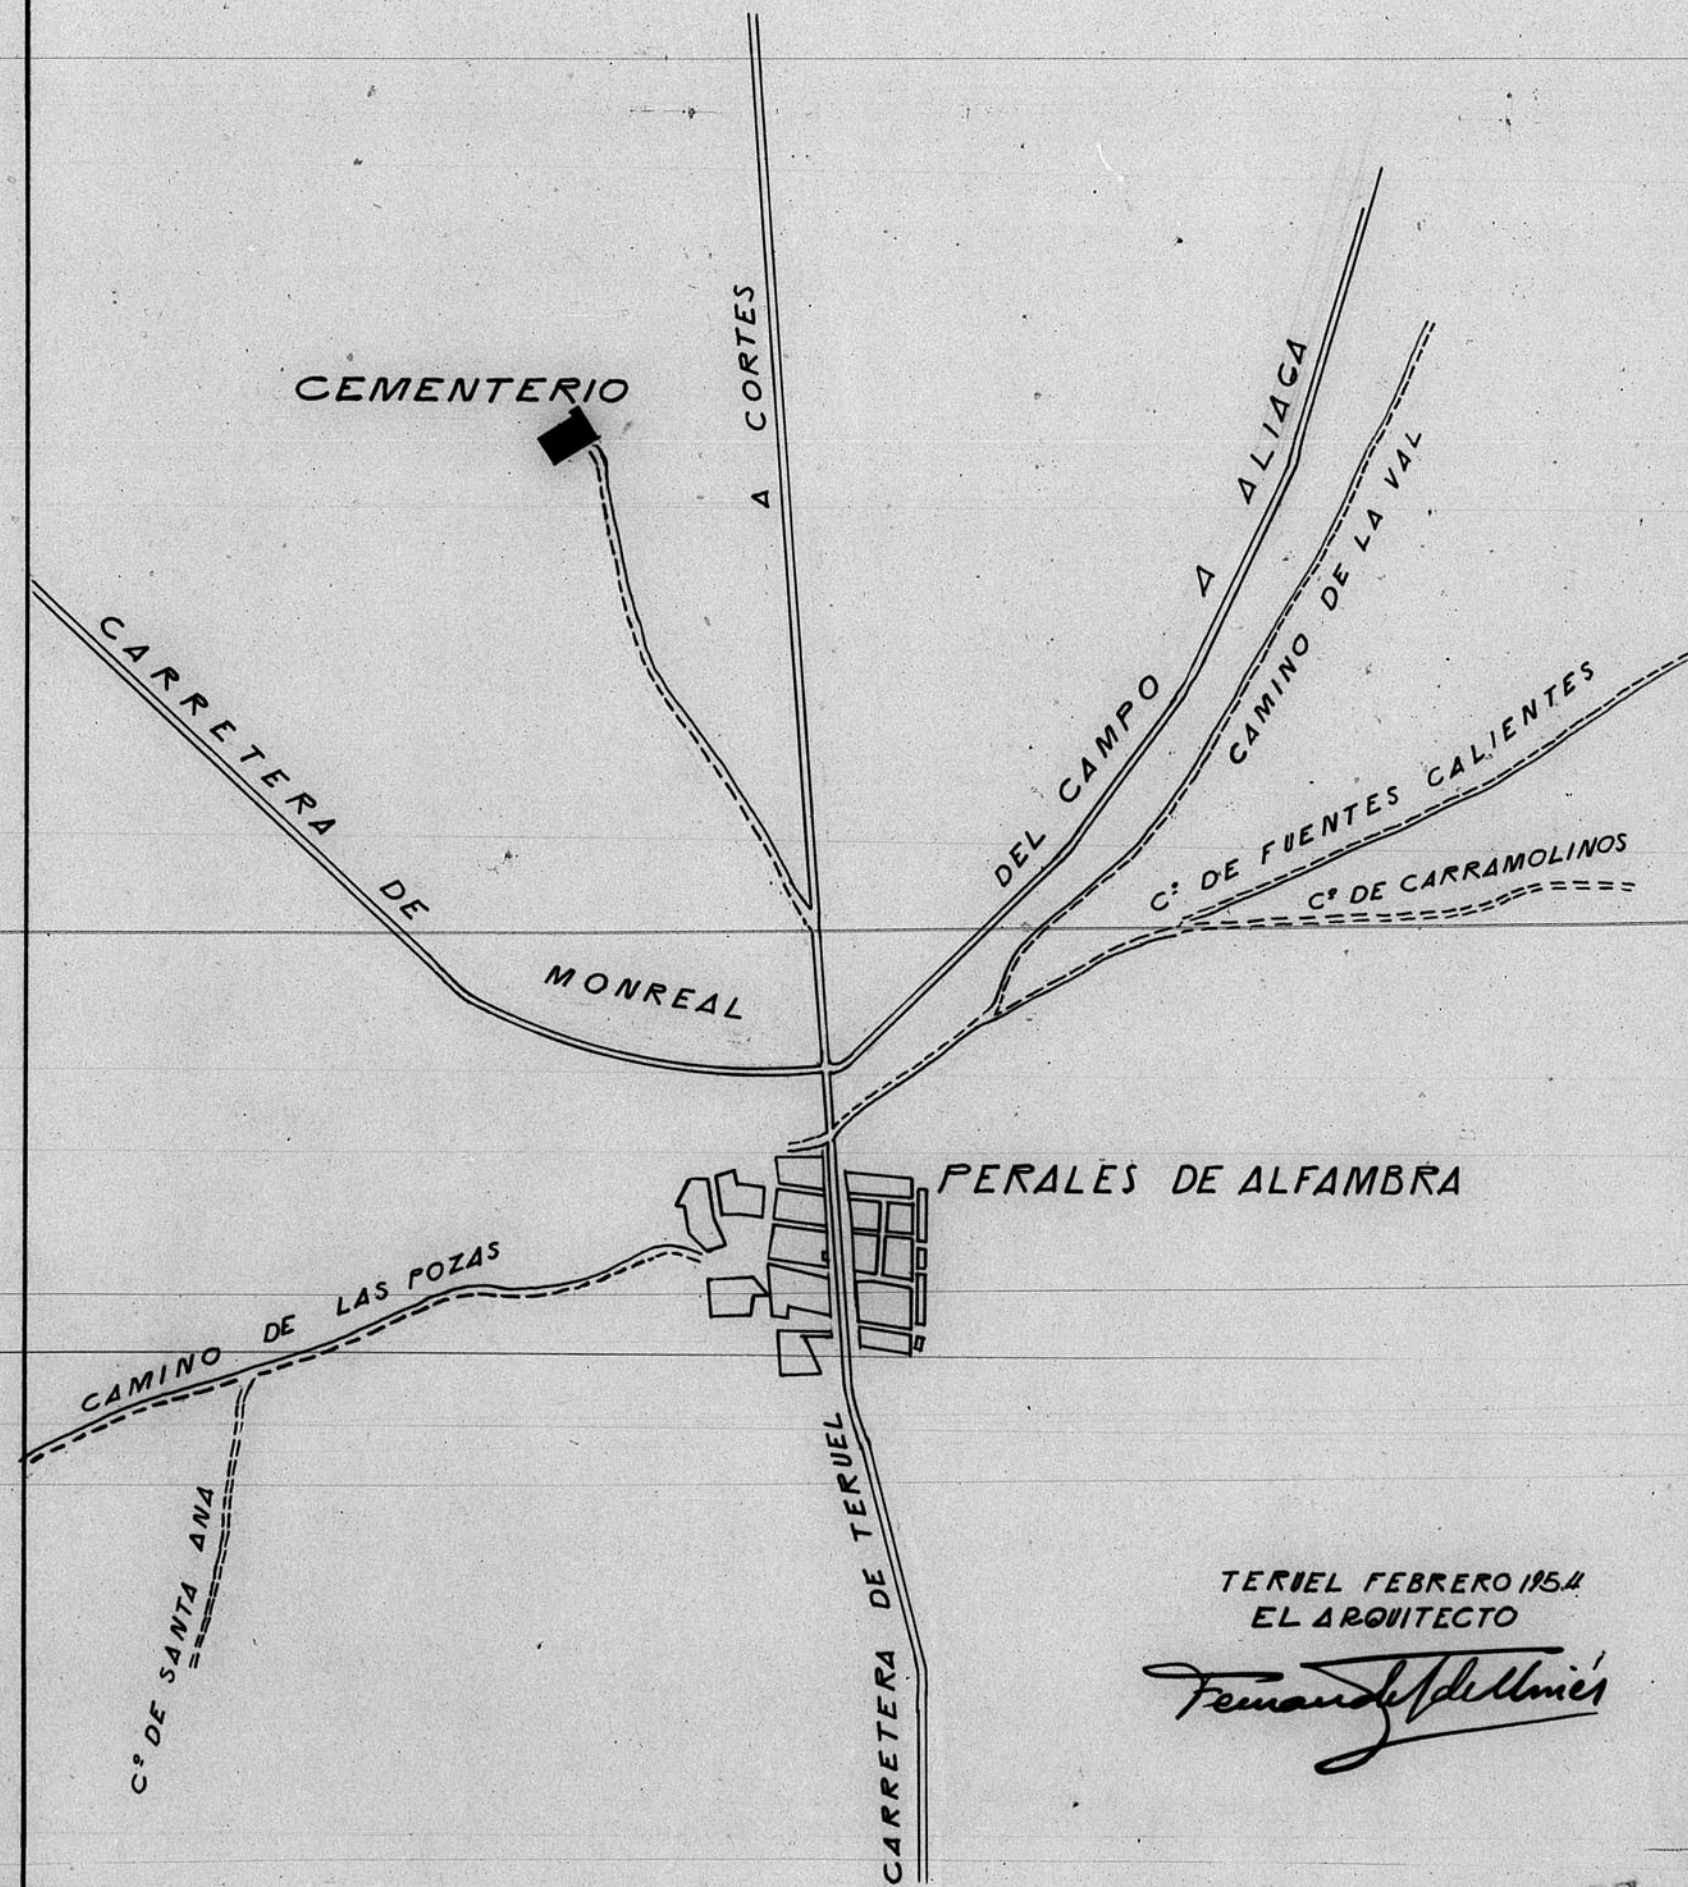 CEMENTERIO
A CORTES
CARRETERA DE MONREAL DEL CAMPO A ALIAGA
CAMINO DE LA VAL
Cº DE FUENTES CALIENTES
Cº DE CARRAMOLINOS
PERALES DE ALFAMBRA
CAMINO DE LAS POZAS
Cº DE SANTA ANA
CARRETERA DE TERUEL
TERUEL FEBRERO 1954
EL ARQUITECTO